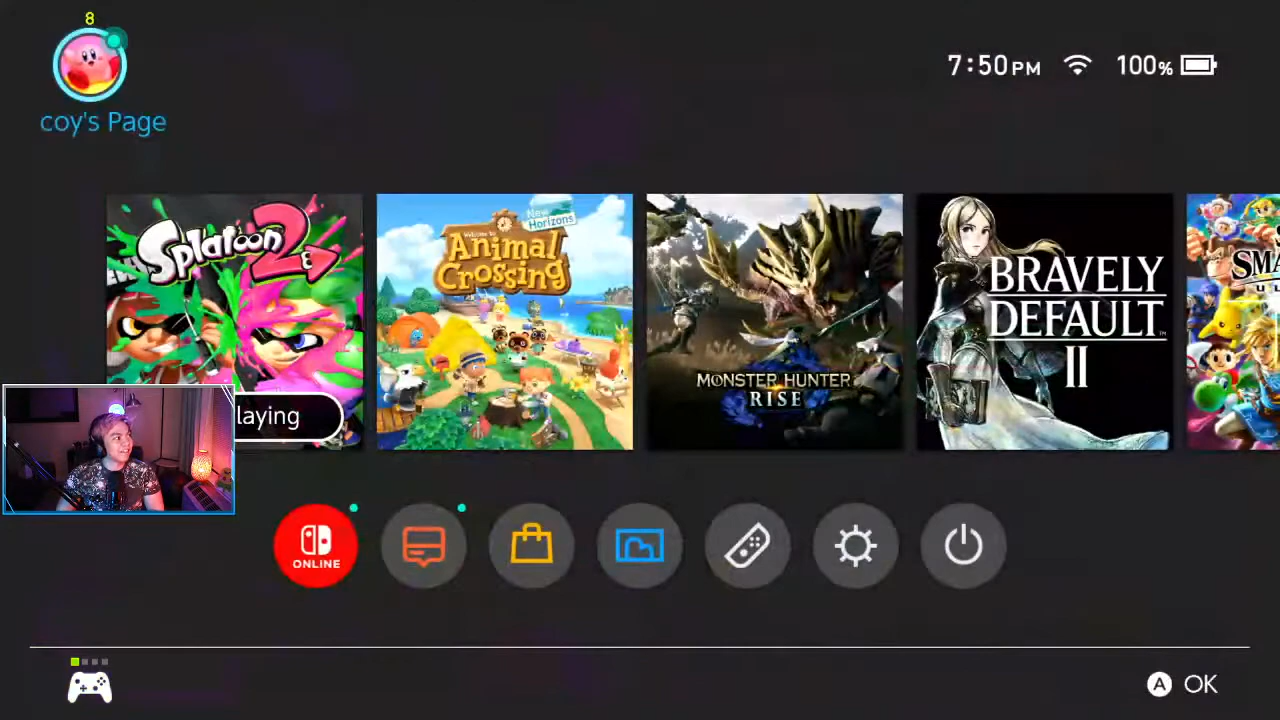 8
7:50PM
100%
coy's Page
Splatoon 2
New Horizons
Welcome to
Animal
Crossing
MONSTER HUNTER
RISE
BRAVELY
DEFAULT
II
laying
ONLINE
A OK